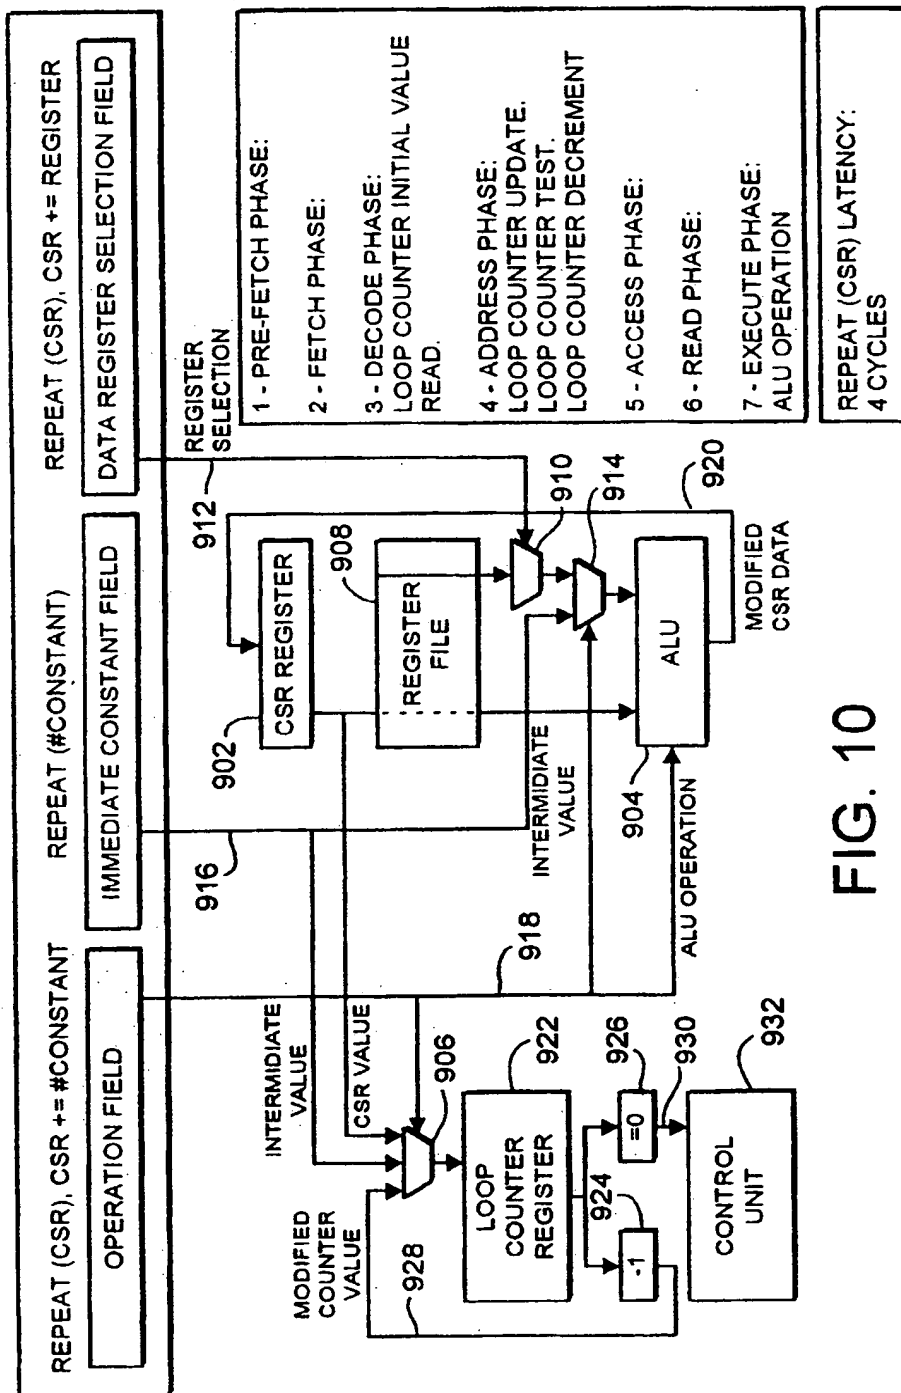 REPEAT (CSR), CSR += #CONSTANT
REPEAT (#CONSTANT)
REPEAT (CSR), CSR += REGISTER
OPERATION FIELD
IMMEDIATE CONSTANT FIELD
DATA REGISTER SELECTION FIELD
916
912
REGISTER
SELECTION
INTERMIDIATE
VALUE
CSR VALUE
902
CSR REGISTER
908
REGISTER
FILE
MODIFIED
COUNTER
VALUE
928
906
918
INTERMIDIATE
VALUE
910
914
LOOP
COUNTER
REGISTER
922
904
ALU
920
ALU OPERATION
MODIFIED
CSR DATA
-1
924
=0
926
930
CONTROL
UNIT
932
1 - PRE-FETCH PHASE:
2 - FETCH PHASE:
3 - DECODE PHASE:
LOOP COUNTER INITIAL VALUE
READ.
4 - ADDRESS PHASE:
LOOP COUNTER UPDATE.
LOOP COUNTER TEST.
LOOP COUNTER DECREMENT
5 - ACCESS PHASE:
6 - READ PHASE:
7 - EXECUTE PHASE:
ALU OPERATION
REPEAT (CSR) LATENCY:
4 CYCLES
FIG. 10